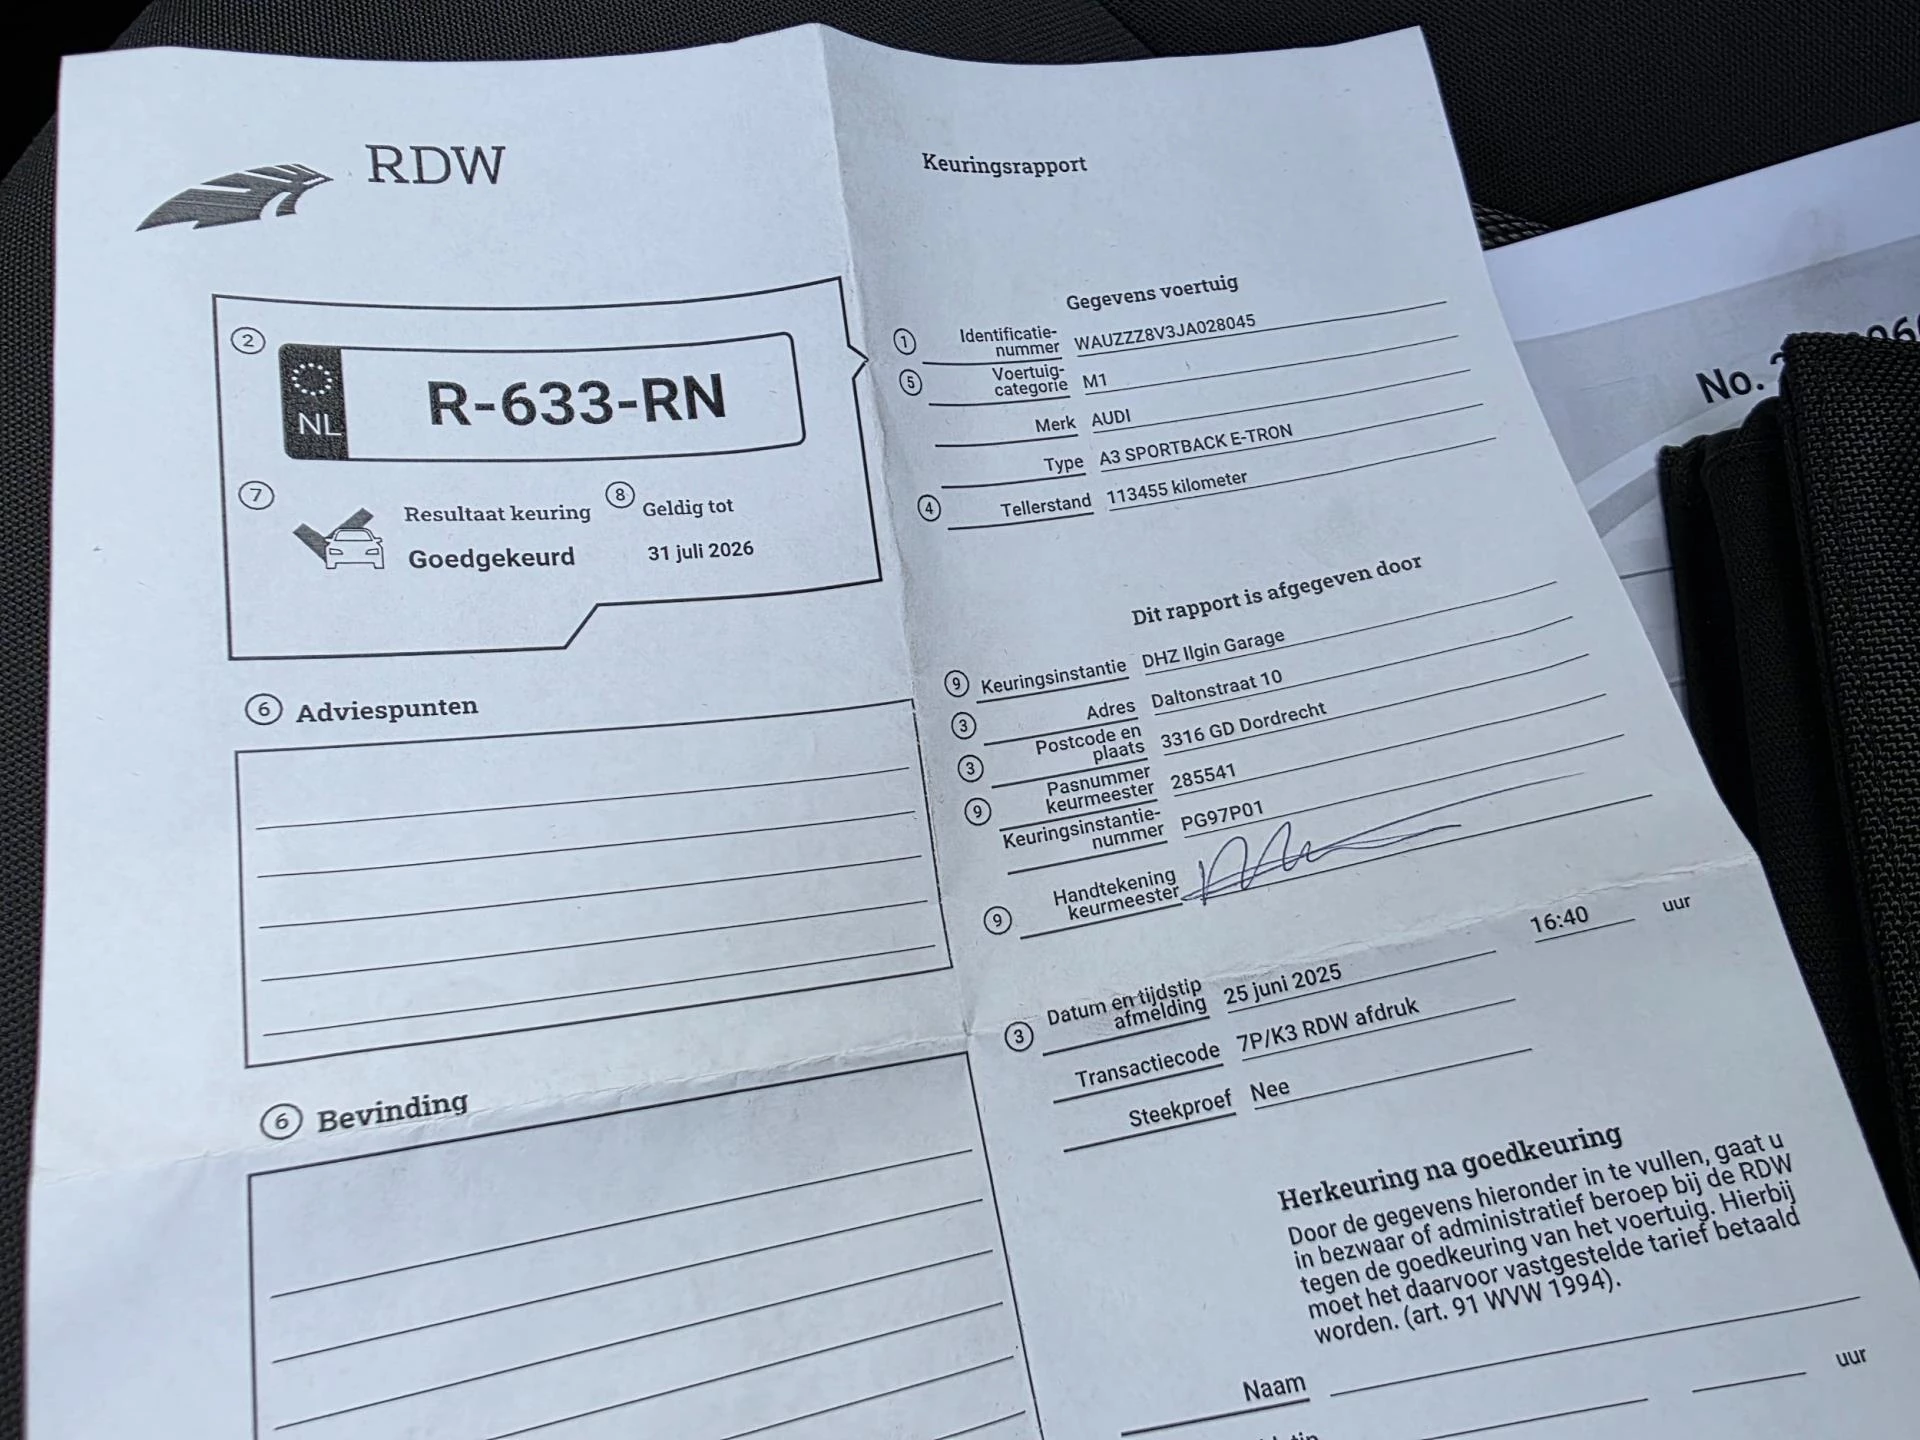 RDW
Keuringsrapport
2
NL
R-633-RN
7
Resultaat keuring
Goedgekeurd
8
Geldig tot
31 juli 2026
6 Adviespunten
6 Bevinding
Gegevens voertuig
1 Identificatie-
nummer WAUZZZ8V3JA028045
5 Voertuig-
categorie M1
Merk AUDI
Type A3 SPORTBACK E-TRON
4 Tellerstand 113455 kilometer
Dit rapport is afgegeven door
9 Keuringsinstantie DHZ Ilgin Garage
3 Adres Daltonstraat 10
3 Postcode en
plaats 3316 GD Dordrecht
9 Pasnummer
keurmeester 285541
Keuringsinstantie-
nummer PG97P01
9 Handtekening
keurmeester
3 Datum en tijdstip
afmelding 25 juni 2025 16:40 uur
Transactiecode 7P/K3 RDW afdruk
Steekproef Nee
Herkeuring na goedkeuring
Door de gegevens hieronder in te vullen, gaat u
in bezwaar of administratief beroep bij de RDW
tegen de goedkeuring van het voertuig. Hierbij
moet het daarvoor vastgestelde tarief betaald
worden. (art. 91 WVW 1994).
Naam
uur
No.